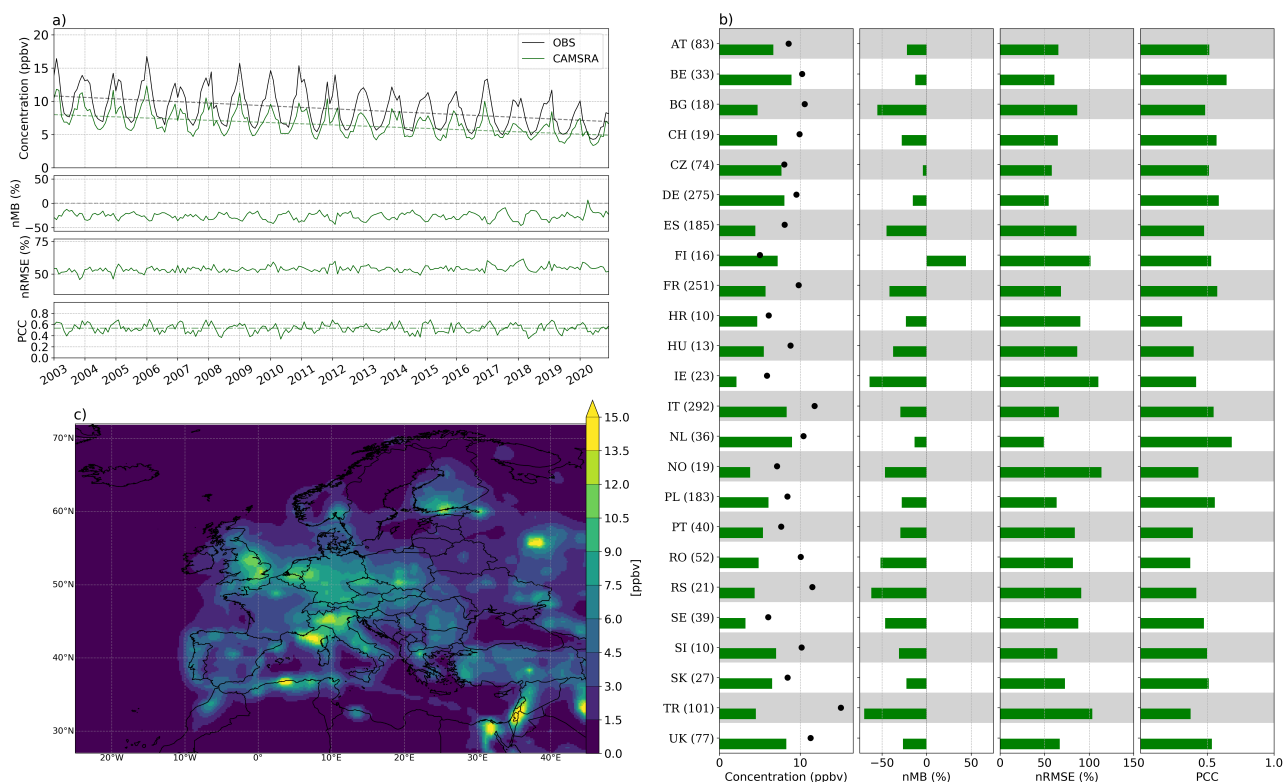 a)
Concentration (ppbv)
20
15
10
5
0
OBS
CAMSRA
nMB (%)
50
0
−50
nRMSE (%)
75
50
PCC
0.8
0.6
0.4
0.2
0.0
2003 2004 2005 2006 2007 2008 2009 2010 2011 2012 2013 2014 2015 2016 2017 2018 2019 2020
c)
70°N
60°N
50°N
40°N
30°N
20°W 10°W 0° 10°E 20°E 30°E 40°E
15.0
13.5
12.0
10.5
9.0
7.5
6.0
4.5
3.0
1.5
0.0
[ppbv]
b)
AT (83)
BE (33)
BG (18)
CH (19)
CZ (74)
DE (275)
ES (185)
FI (16)
FR (251)
HR (10)
HU (13)
IE (23)
IT (292)
NL (36)
NO (19)
PL (183)
PT (40)
RO (52)
RS (21)
SE (39)
SI (10)
SK (27)
TR (101)
UK (77)
0 10 −50 0 50 0 50 100 150 0.0 0.5 1.0
Concentration (ppbv) nMB (%) nRMSE (%) PCC